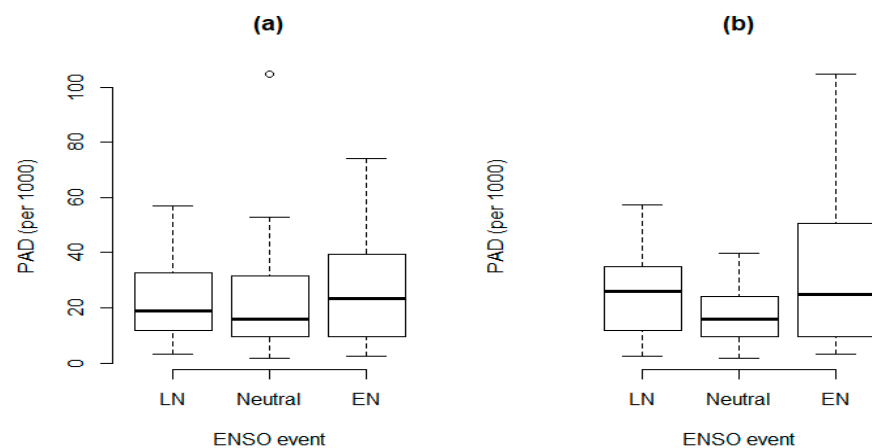 (a)
PAD (per 1000)
100
80
60
40
20
0
LN Neutral EN
ENSO event
(b)
PAD (per 1000)
LN Neutral EN
ENSO event